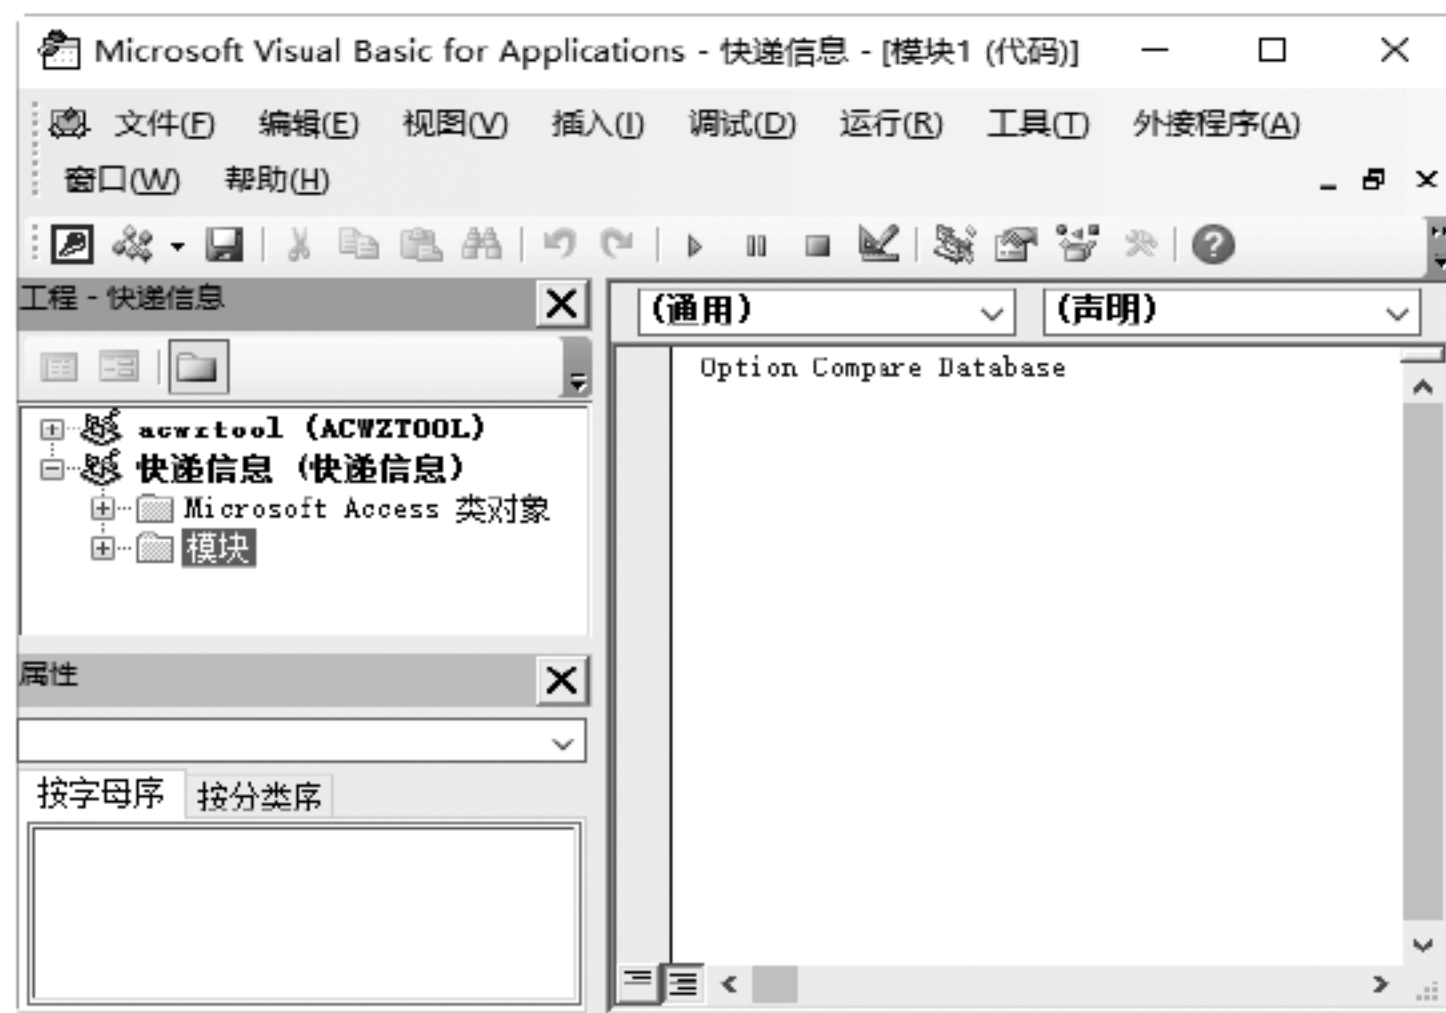 Microsoft Visual Basic for Applications - 快递信息 - [模块1 (代码)]
文件(F) 编辑(E) 视图(V) 插入(I) 调试(D) 运行(R) 工具(T) 外接程序(A)
窗口(W) 帮助(H)
工程 - 快递信息
(通用) (声明)
Option Compare Database
acwztool (ACWZTOOL)
快递信息 (快递信息)
Microsoft Access 类对象
模块
属性
按字母序 按分类序